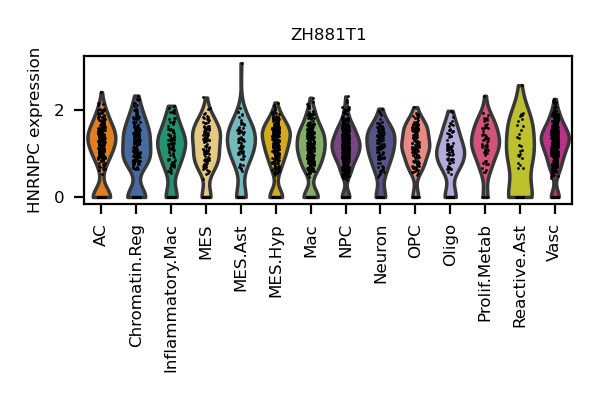 ZH881T1
HNRNPC expression
2
0
AC
Chromatin.Reg
Inflammatory.Mac
MES
MES.Ast
MES.Hyp
Mac
NPC
Neuron
OPC
Oligo
Prolif.Metab
Reactive.Ast
Vasc